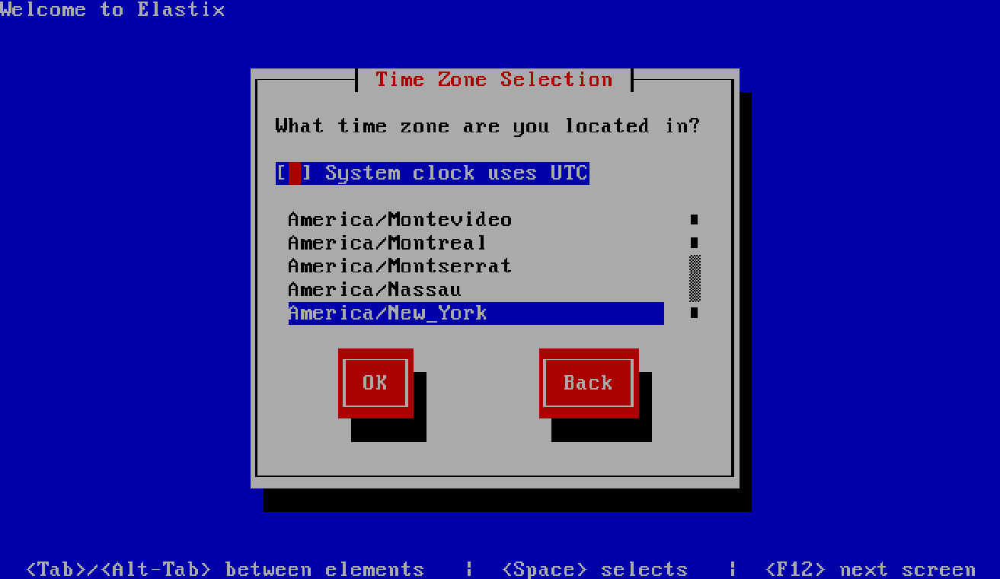 Welcome to Elastix
Time Zone Selection
What time zone are you located in?
[ ] System clock uses UTC
America/Montevideo
America/Montreal
America/Montserrat
America/Nassau
America/New_York
OK Back
<Tab>/<Alt-Tab> between elements | <Space> selects | <F12> next screen